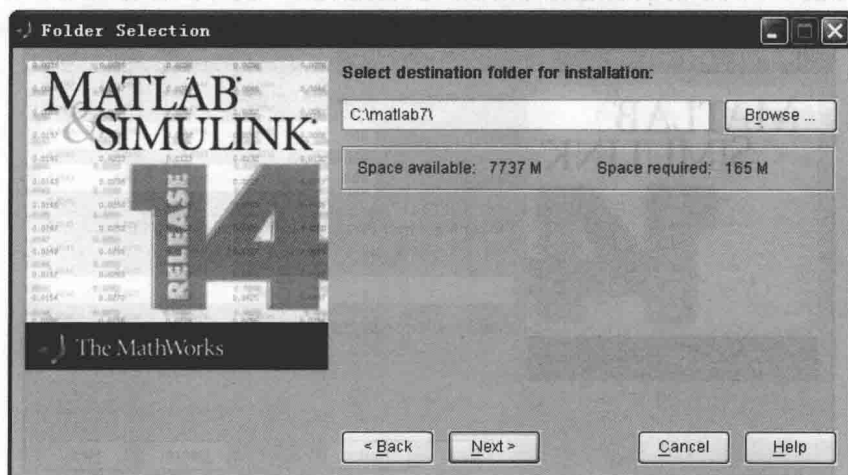 Folder Selection
MATLAB®
& SIMULINK®
RELEASE 14
The MathWorks
Select destination folder for installation:
C:\matlab7\
Browse ...
Space available: 7737 M
Space required: 165 M
< Back
Next >
Cancel
Help